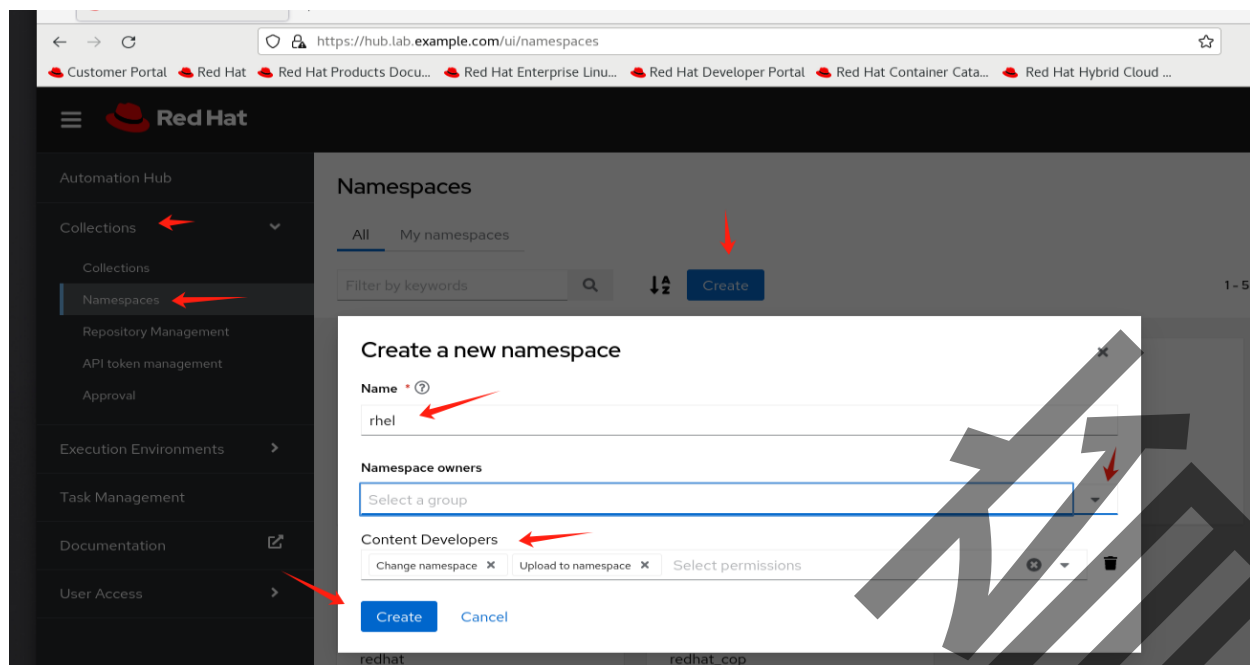 https://hub.lab.example.com/ui/namespaces
Customer Portal Red Hat Red Hat Products Docu... Red Hat Enterprise Linu... Red Hat Developer Portal Red Hat Container Cata... Red Hat Hybrid Cloud ...
Red Hat
Automation Hub
Collections
Collections
Namespaces
Repository Management
API token management
Approval
Execution Environments
Task Management
Documentation
User Access
Namespaces
All My namespaces
Filter by keywords Create 1 - 5
Create a new namespace
Name *
rhel
Namespace owners
Select a group
Content Developers
Change namespace Upload to namespace Select permissions
Create Cancel
redhat redhat_cop